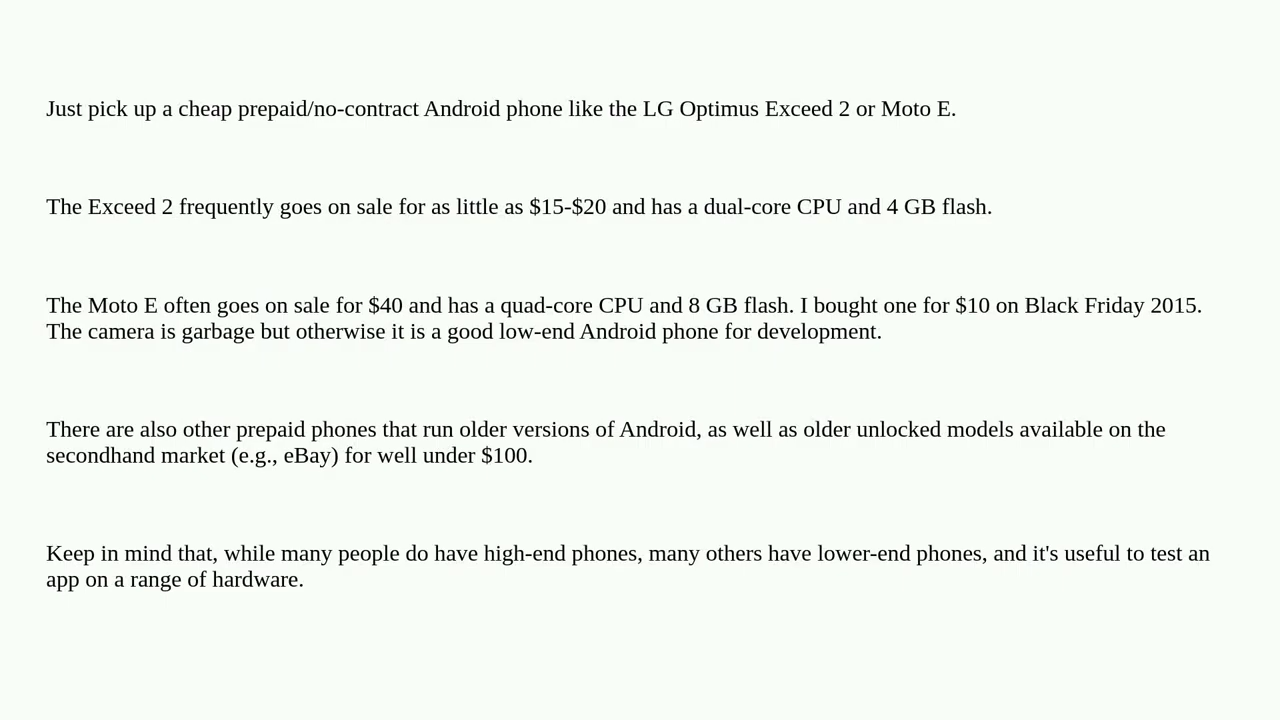 Just pick up a cheap prepaid/no-contract Android phone like the LG Optimus Exceed 2 or Moto E.
The Exceed 2 frequently goes on sale for as little as $15-$20 and has a dual-core CPU and 4 GB flash.
The Moto E often goes on sale for $40 and has a quad-core CPU and 8 GB flash. I bought one for $10 on Black Friday 2015.
The camera is garbage but otherwise it is a good low-end Android phone for development.
There are also other prepaid phones that run older versions of Android, as well as older unlocked models available on the
secondhand market (e.g., eBay) for well under $100.
Keep in mind that, while many people do have high-end phones, many others have lower-end phones, and it's useful to test an
app on a range of hardware.